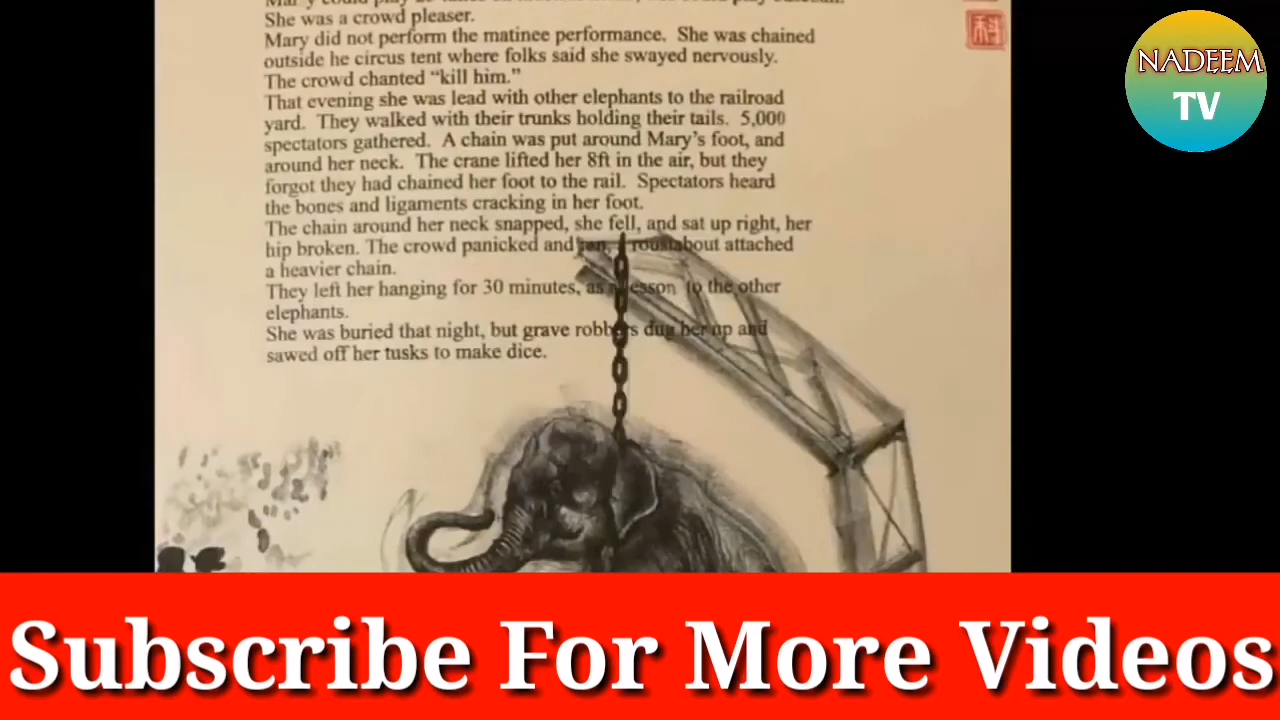 She was a crowd pleaser.
Mary did not perform the matinee performance. She was chained
outside he circus tent where folks said she swayed nervously.
The crowd chanted “kill him.”
That evening she was lead with other elephants to the railroad
yard. They walked with their trunks holding their tails. 5,000
spectators gathered. A chain was put around Mary’s foot, and
around her neck. The crane lifted her 8ft in the air, but they
forgot they had chained her foot to the rail. Spectators heard
the bones and ligaments cracking in her foot.
The chain around her neck snapped, she fell, and sat up right, her
hip broken. The crowd panicked and ran, a roustabout attached
a heavier chain.
They left her hanging for 30 minutes, as a lesson to the other
elephants.
She was buried that night, but grave robbers dug her up and
sawed off her tusks to make dice.
科
NADEEM
TV
Subscribe For More Videos